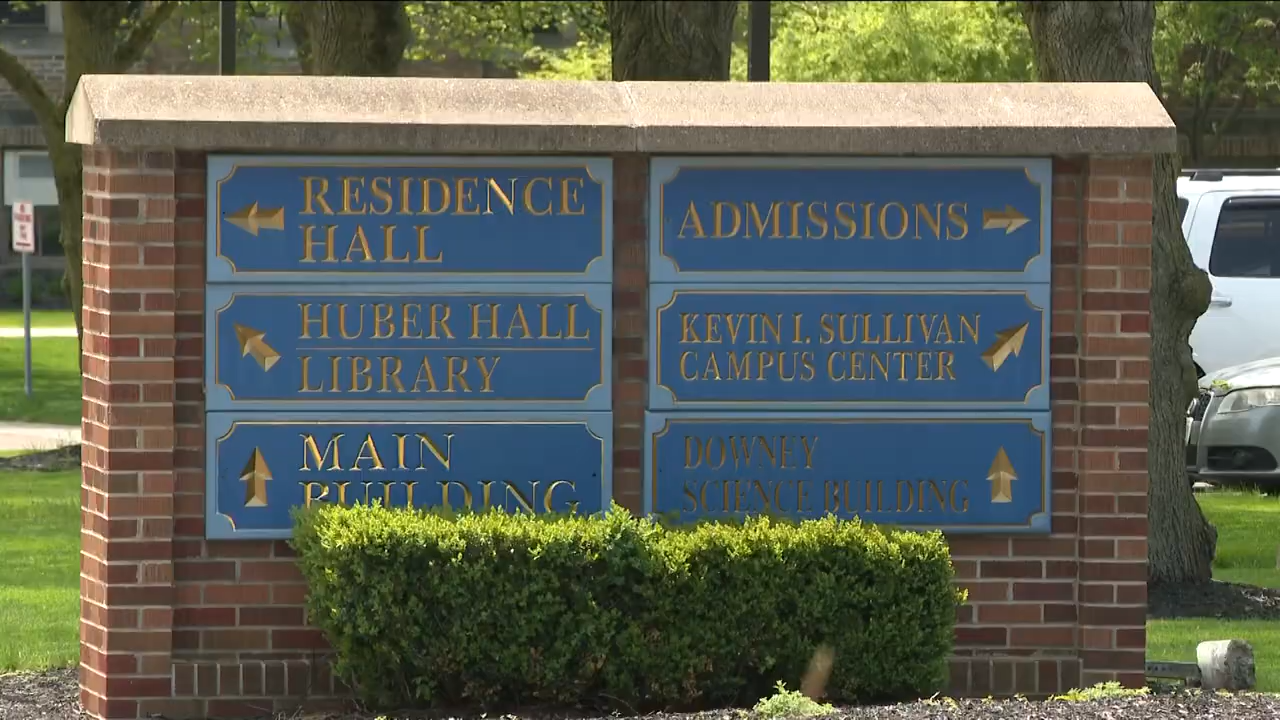 RESIDENCE
HALL
HUBER HALL
LIBRARY
MAIN
BUILDING
ADMISSIONS
KEVIN I. SULLIVAN
CAMPUS CENTER
DOWNEY
SCIENCE BUILDING